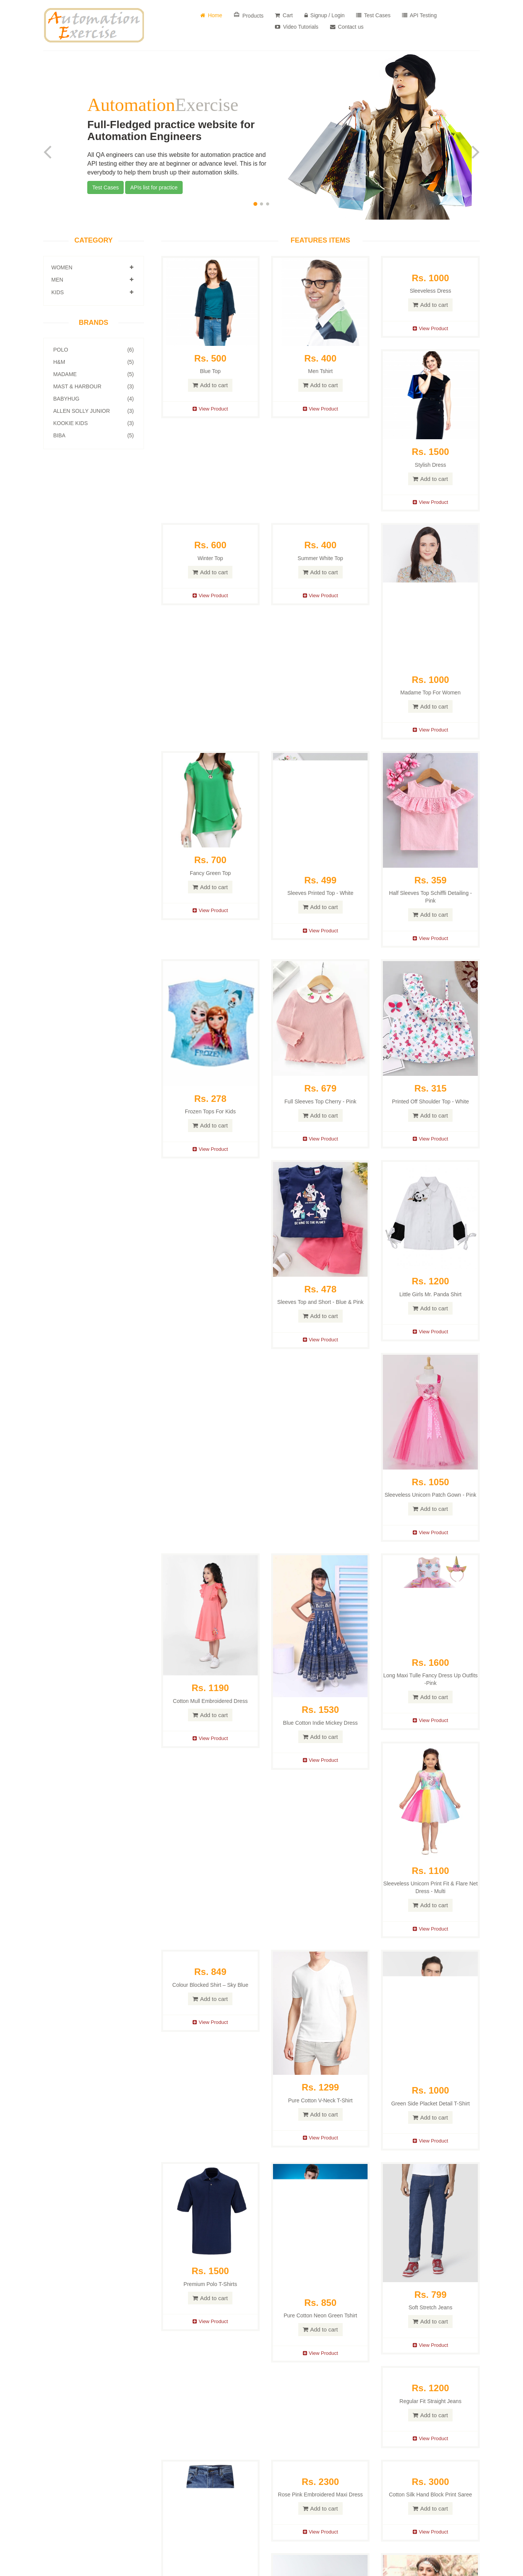 Automation
Exercise
Home
Products
Cart
Signup / Login
Test Cases
API Testing
Video Tutorials
Contact us
AutomationExercise
Full-Fledged practice website for
Automation Engineers
All QA engineers can use this website for automation practice and
API testing either they are at beginner or advance level. This is for
everybody to help them brush up their automation skills.
Test Cases
APIs list for practice
CATEGORY
WOMEN
MEN
KIDS
BRANDS
POLO (6)
H&M (5)
MADAME (5)
MAST & HARBOUR (3)
BABYHUG (4)
ALLEN SOLLY JUNIOR (3)
KOOKIE KIDS (3)
BIBA (5)
FEATURES ITEMS
Rs. 500
Blue Top
Add to cart
View Product
Rs. 400
Men Tshirt
Add to cart
View Product
Rs. 1000
Sleeveless Dress
Add to cart
View Product
Rs. 1500
Stylish Dress
Add to cart
View Product
Rs. 600
Winter Top
Add to cart
View Product
Rs. 400
Summer White Top
Add to cart
View Product
Rs. 1000
Madame Top For Women
Add to cart
View Product
Rs. 700
Fancy Green Top
Add to cart
View Product
Rs. 499
Sleeves Printed Top - White
Add to cart
View Product
Rs. 359
Half Sleeves Top Schiffli Detailing -
Pink
Add to cart
View Product
FROZEN
Rs. 278
Frozen Tops For Kids
Add to cart
View Product
Rs. 679
Full Sleeves Top Cherry - Pink
Add to cart
View Product
Rs. 315
Printed Off Shoulder Top - White
Add to cart
View Product
Rs. 478
Sleeves Top and Short - Blue & Pink
Add to cart
View Product
Rs. 1200
Little Girls Mr. Panda Shirt
Add to cart
View Product
Rs. 1050
Sleeveless Unicorn Patch Gown - Pink
Add to cart
View Product
Rs. 1190
Cotton Mull Embroidered Dress
Add to cart
View Product
Rs. 1530
Blue Cotton Indie Mickey Dress
Add to cart
View Product
Rs. 1600
Long Maxi Tulle Fancy Dress Up Outfits
-Pink
Add to cart
View Product
Rs. 1100
Sleeveless Unicorn Print Fit & Flare Net
Dress - Multi
Add to cart
View Product
Rs. 849
Colour Blocked Shirt – Sky Blue
Add to cart
View Product
Rs. 1299
Pure Cotton V-Neck T-Shirt
Add to cart
View Product
Rs. 1000
Green Side Placket Detail T-Shirt
Add to cart
View Product
Rs. 1500
Premium Polo T-Shirts
Add to cart
View Product
Rs. 850
Pure Cotton Neon Green Tshirt
Add to cart
View Product
Rs. 799
Soft Stretch Jeans
Add to cart
View Product
Rs. 1200
Regular Fit Straight Jeans
Add to cart
View Product
Rs. 2300
Rose Pink Embroidered Maxi Dress
Add to cart
View Product
Rs. 3000
Cotton Silk Hand Block Print Saree
Add to cart
View Product